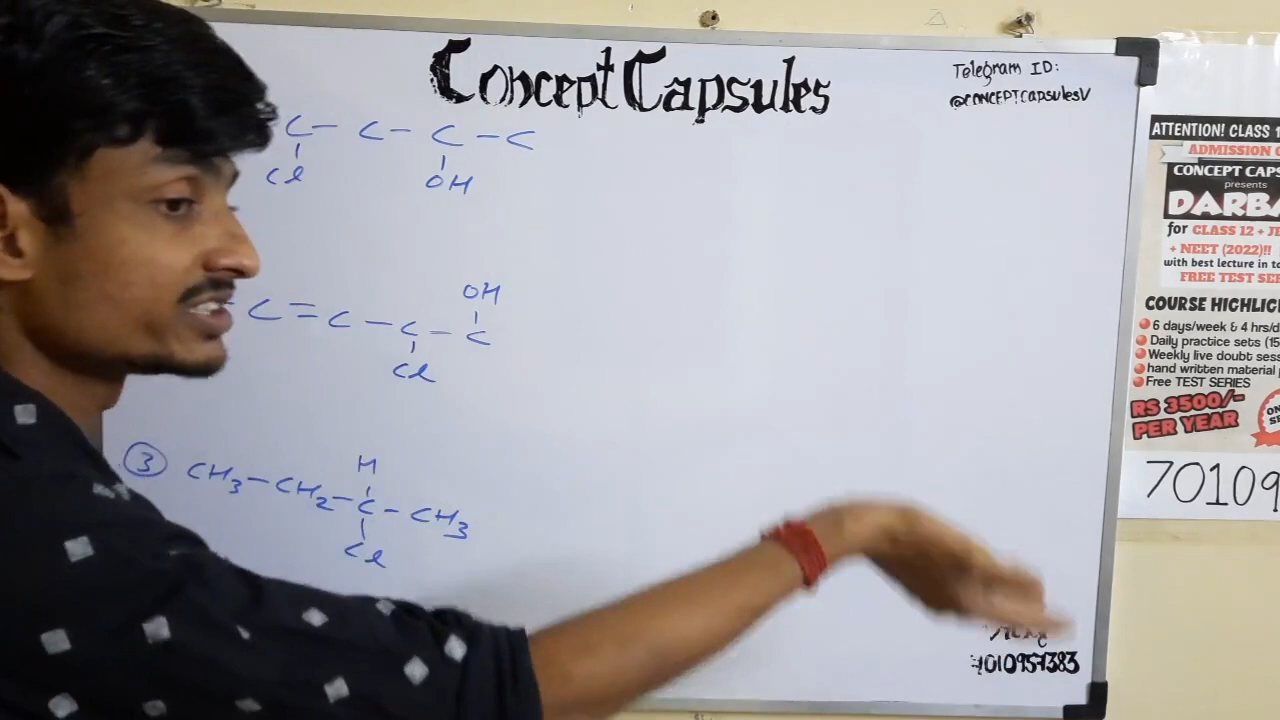 Concept Capsules
Telegram ID:
@CONCEPTCapsulesV
C – C – C – C
Cl OH
OH
C = C – C – C
Cl
③ CH3 – CH2 – C – CH3
H
Cl
7010957383
ATTENTION! CLASS 1
ADMISSION
CONCEPT CAPS
presents
DARBA
for CLASS 12 + JE
+ NEET (2022)!!
with best lecture in
FREE TEST SE
COURSE HIGHLIG
6 days/week & 4 hrs/d
Daily practice sets (15
Weekly live doubt sess
hand written material
Free TEST SERIES
RS 3500/-
PER YEAR
70109